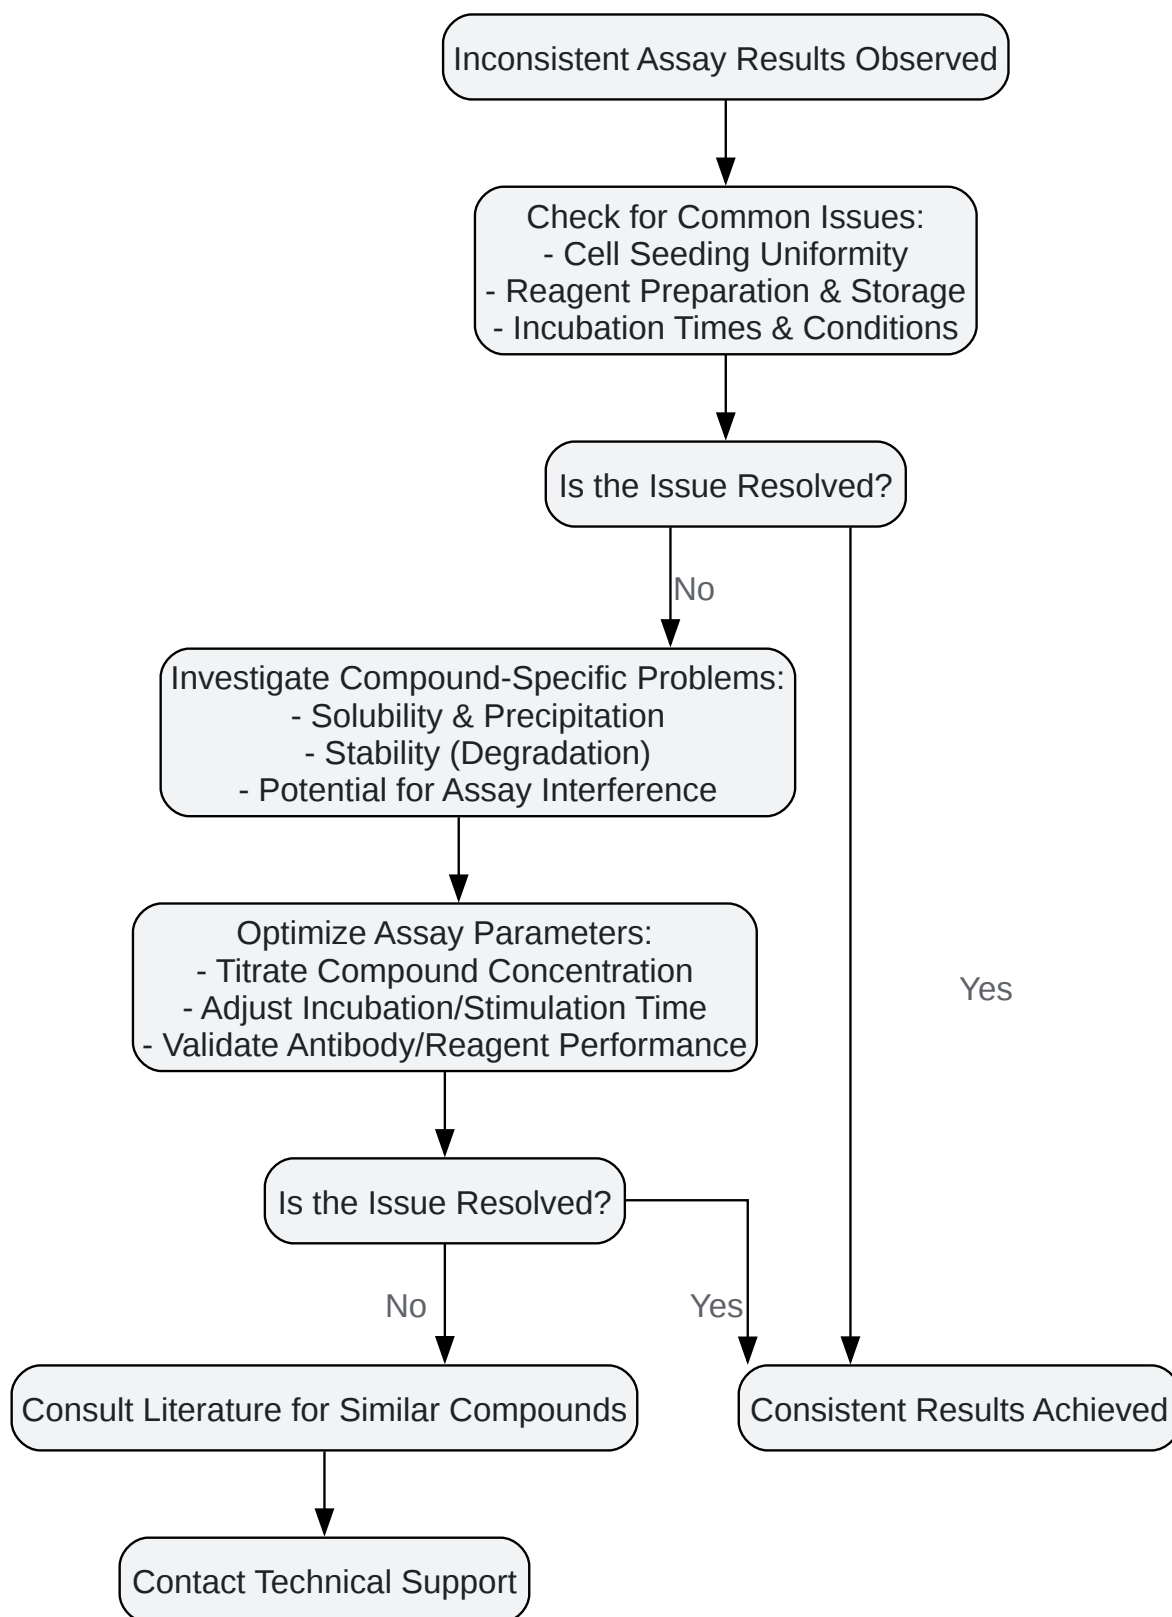 Inconsistent Assay Results Observed
Check for Common Issues:
- Cell Seeding Uniformity
- Reagent Preparation & Storage
- Incubation Times & Conditions
Is the Issue Resolved?
No
Investigate Compound-Specific Problems:
- Solubility & Precipitation
- Stability (Degradation)
- Potential for Assay Interference
Optimize Assay Parameters:
- Titrate Compound Concentration
- Adjust Incubation/Stimulation Time
- Validate Antibody/Reagent Performance
Yes
Is the Issue Resolved?
No
Yes
Consult Literature for Similar Compounds
Consistent Results Achieved
Contact Technical Support